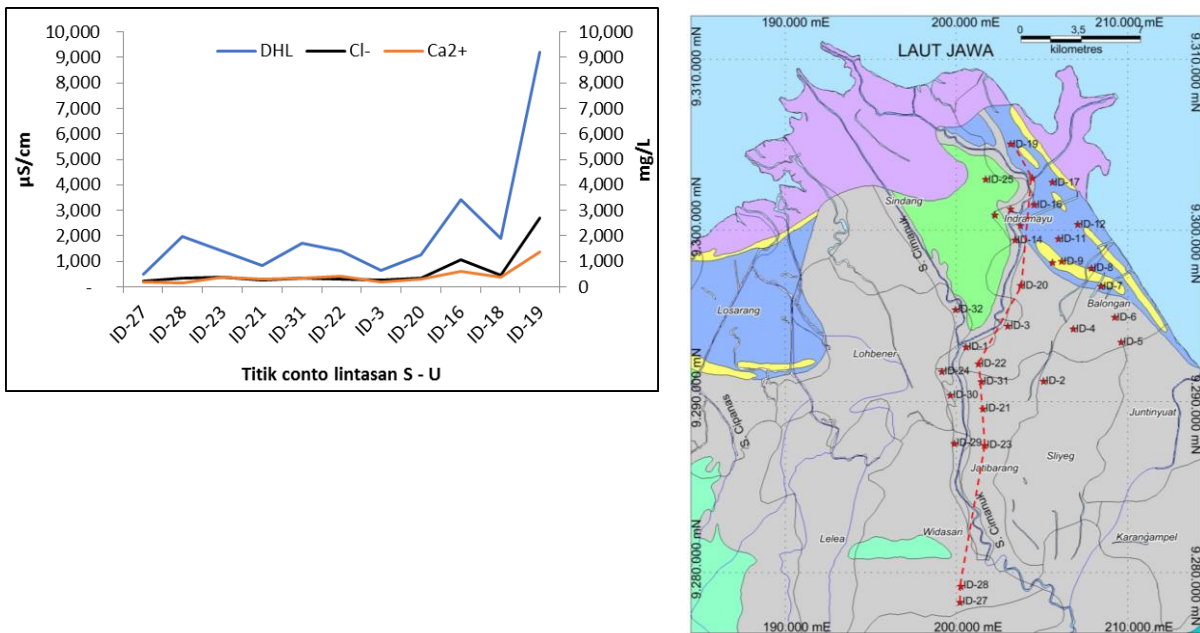 10,000
9,000
8,000
7,000
6,000
5,000
4,000
3,000
2,000
1,000
-
µS/cm
DHL
Cl-
Ca2+
10,000
9,000
8,000
7,000
6,000
5,000
4,000
3,000
2,000
1,000
0
mg/L
ID-27
ID-28
ID-23
ID-21
ID-31
ID-22
ID-3
ID-20
ID-16
ID-18
ID-19
Titik conto lintasan S - U
190.000 mE
200.000 mE
210.000 mE
LAUT JAWA
0
3,5
7
kilometres
9.310.000 mN
9.310.000 mN
ID-19
ID-25
ID-17
Sindang
ID-16
Indramayu
9.300.000 mN
9.300.000 mN
ID-12
ID-14
ID-11
S. Cimanuk
ID-9
ID-8
ID-20
ID-7
Balongan
Losarang
ID-32
ID-6
ID-3
ID-4
ID-1
ID-5
Lohbener
ID-22
ID-24
ID-31
ID-2
ID-30
9.290.000 mN
9.290.000 mN
ID-21
Juntinyuat
S. Cipanas
ID-29
ID-23
Sliyeg
Jatibarang
S. Cimanuk
Widasari
Lelea
Karangampel
9.280.000 mN
9.280.000 mN
ID-28
ID-27
190.000 mE
200.000 mE
210.000 mE